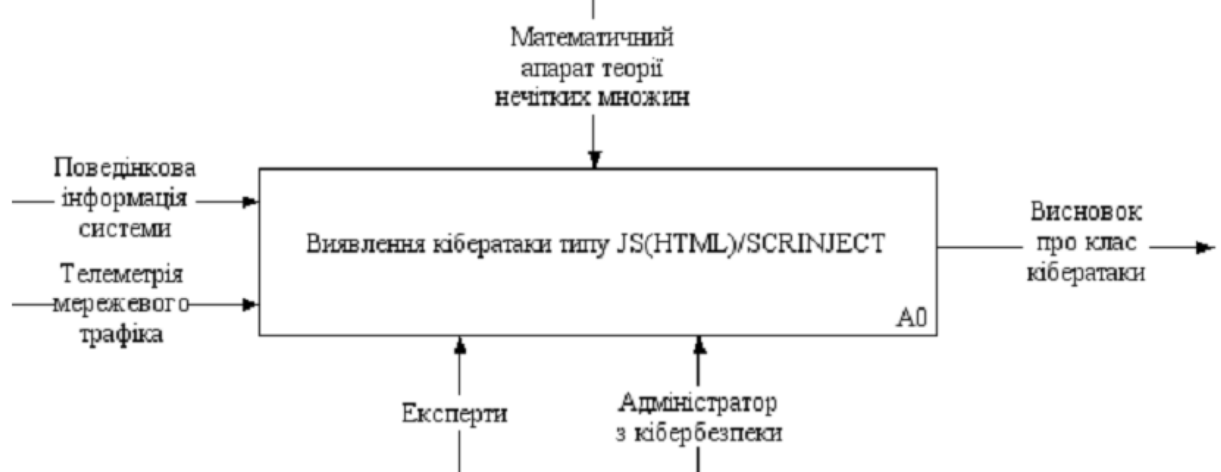 Математичний
апарат теорії
нечітких множин
Поведінкова
інформація
системи
Телеметрія
мережевого
трафіка
Виявлення кібератаки типу JS(HTML)/SCRINJECT
A0
Висновок
про клас
кібератаки
Експерти
Адміністратор
з кібербезпеки